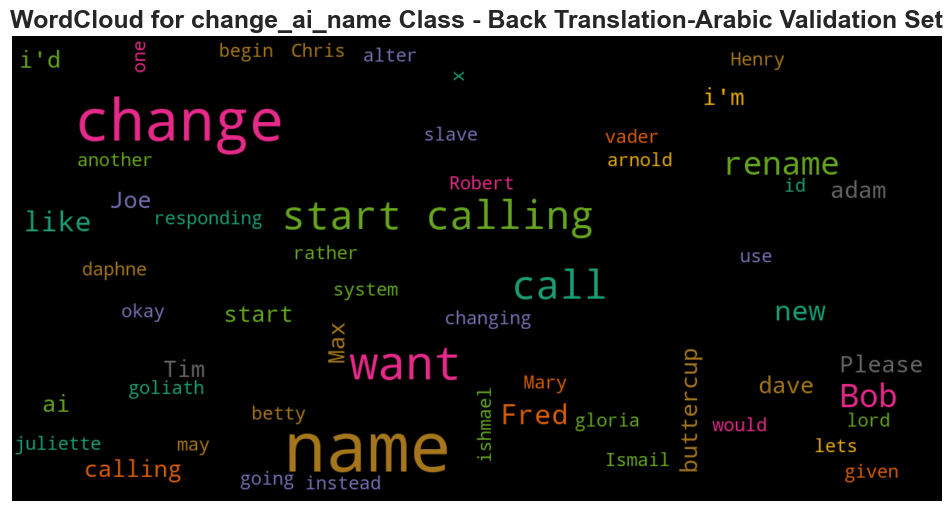 WordCloud for change_ai_name Class - Back Translation-Arabic Validation Set
i'd
one
begin
Chris
alter
x
Henry
i'm
change
slave
vader
another
arnold
rename
Robert
id
adam
Joe
like
responding
start calling
rather
use
daphne
system
call
okay
start
changing
new
Max
want
Tim
goliath
Mary
Please
buttercup
dave
Bob
ai
betty
ishmael
Fred
gloria
would
lord
juliette
may
name
lets
calling
Ismail
given
going
instead